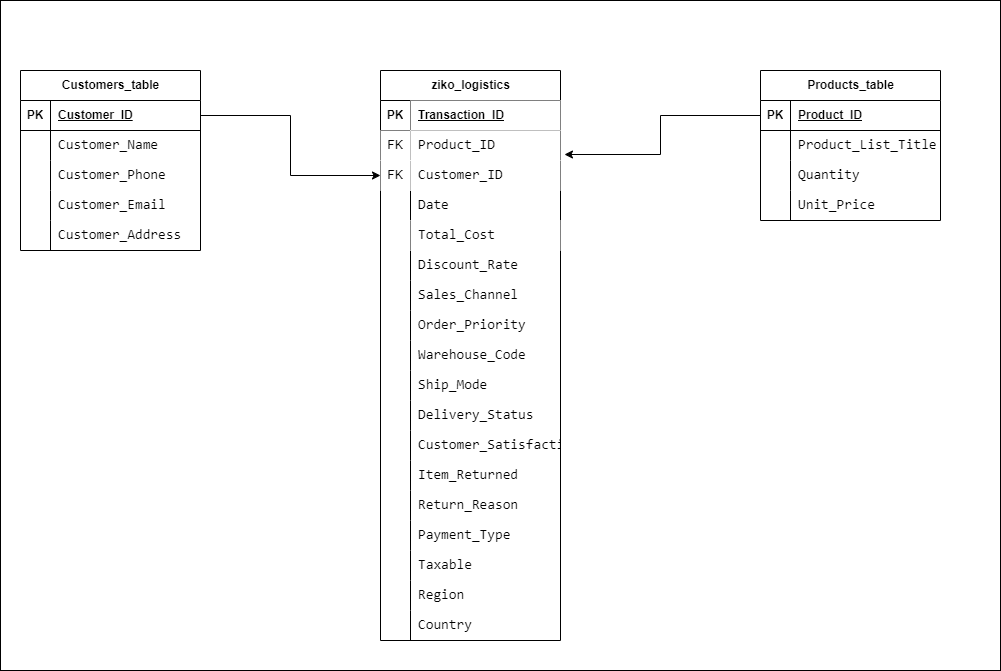 Customers_table
PK Customer_ID
Customer_Name
Customer_Phone
Customer_Email
Customer_Address
ziko_logistics
PK Transaction_ID
FK Product_ID
FK Customer_ID
Date
Total_Cost
Discount_Rate
Sales_Channel
Order_Priority
Warehouse_Code
Ship_Mode
Delivery_Status
Customer_Satisfacti
Item_Returned
Return_Reason
Payment_Type
Taxable
Region
Country
Products_table
PK Product_ID
Product_List_Title
Quantity
Unit_Price